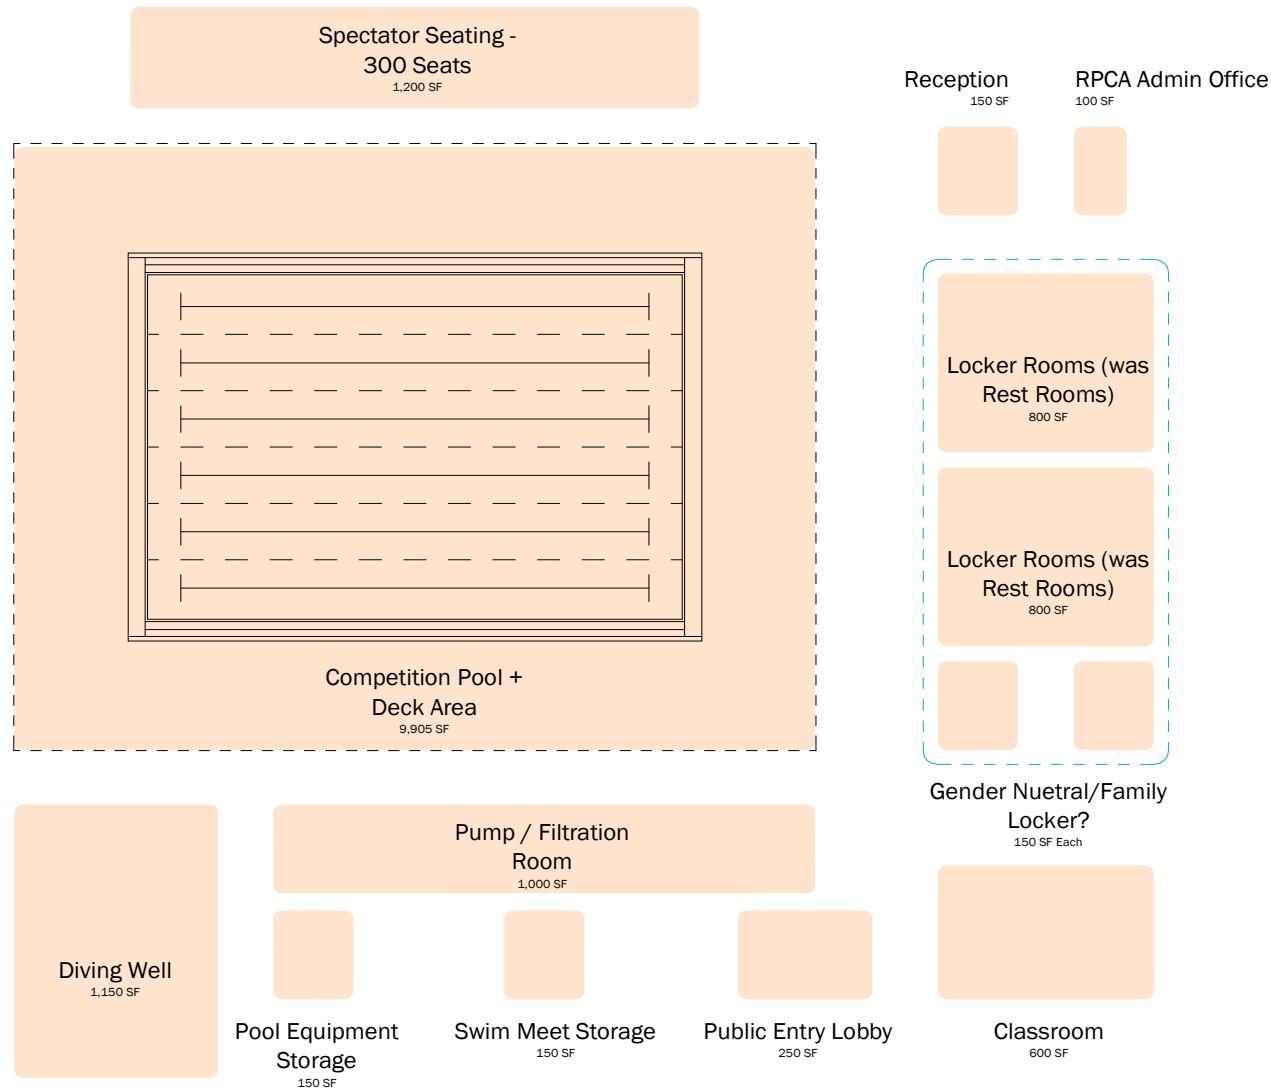 Spectator Seating -
300 Seats
1,200 SF
Reception
150 SF
RPCA Admin Office
100 SF
Locker Rooms (was
Rest Rooms)
800 SF
Locker Rooms (was
Rest Rooms)
800 SF
Competition Pool +
Deck Area
9,905 SF
Gender Nuetral/Family
Locker?
150 SF Each
Pump / Filtration
Room
1,000 SF
Diving Well
1,150 SF
Pool Equipment
Storage
150 SF
Swim Meet Storage
150 SF
Public Entry Lobby
250 SF
Classroom
600 SF